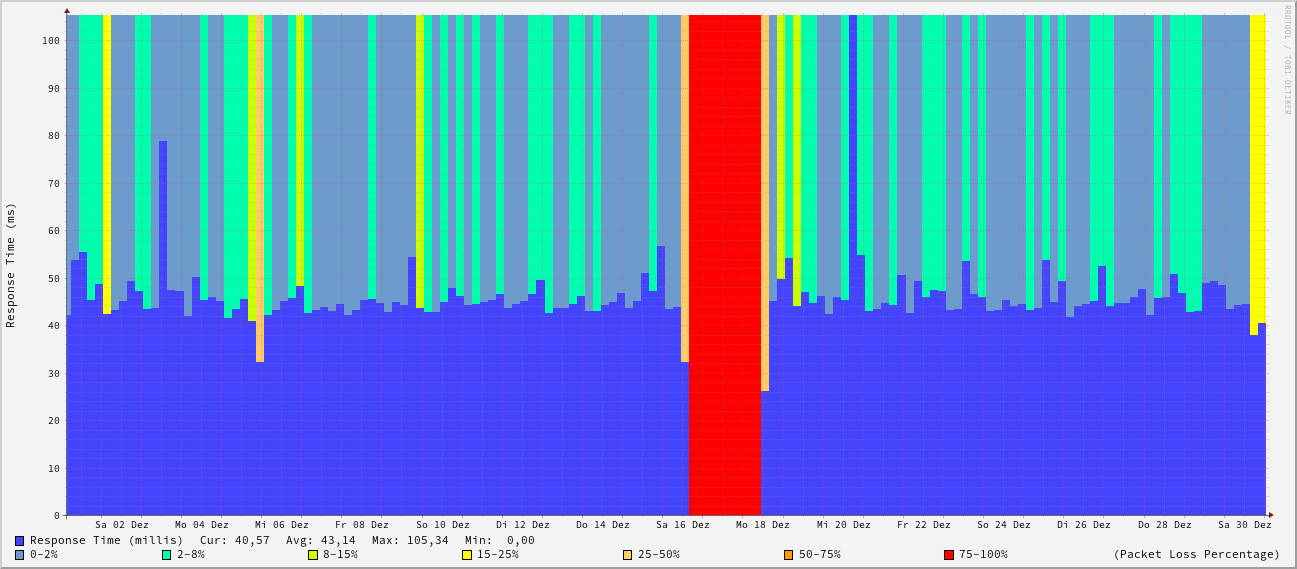 RRDTOOL / TOBI OETIKER
Response Time (ms)
100
90
80
70
60
50
40
30
20
10
0
Sa 02 Dez Mo 04 Dez Mi 06 Dez Fr 08 Dez So 10 Dez Di 12 Dez Do 14 Dez Sa 16 Dez Mo 18 Dez Mi 20 Dez Fr 22 Dez So 24 Dez Di 26 Dez Do 28 Dez Sa 30 Dez
Response Time (millis) Cur: 40,57 Avg: 43,14 Max: 105,34 Min: 0,00
0-2% 2-8% 8-15% 15-25% 25-50% 50-75% 75-100% (Packet Loss Percentage)